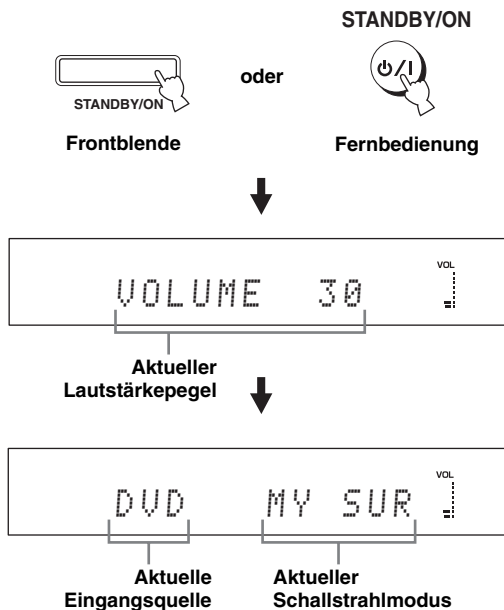 STANDBY/ON
STANDBY/ON
oder
Frontblende
Fernbedienung
VOL
VOLUME 30
Aktueller
Lautstärkepegel
VOL
DVD MY SUR
Aktuelle
Eingangsquelle
Aktueller
Schallstrahlmodus